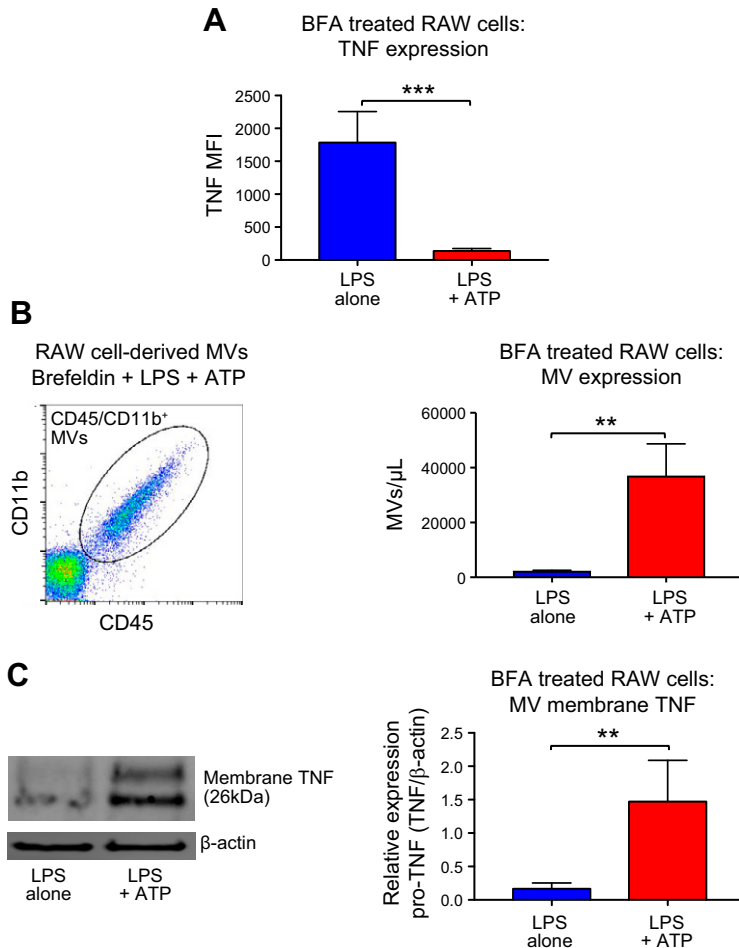 A
BFA treated RAW cells:
TNF expression
***
TNF MFI
2500
2000
1500
1000
500
0
LPS
alone
LPS
+ ATP
B
RAW cell-derived MVs
Brefeldin + LPS + ATP
CD45/CD11b⁺
MVs
CD11b
CD45
BFA treated RAW cells:
MV expression
**
MVs/µL
60000
40000
20000
0
LPS
alone
LPS
+ ATP
C
Membrane TNF
(26kDa)
β-actin
LPS
alone
LPS
+ ATP
BFA treated RAW cells:
MV membrane TNF
**
Relative expression
pro-TNF (TNF/β-actin)
2.5
2.0
1.5
1.0
0.5
0.0
LPS
alone
LPS
+ ATP